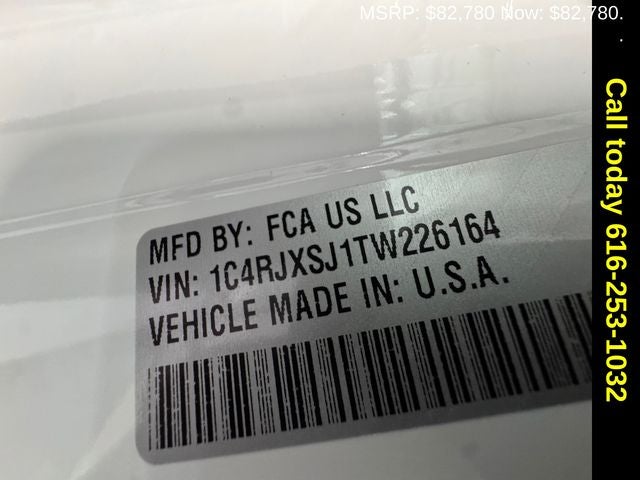 MSRP: $82,780 Now: $82,780.
.
Call today 616-253-1032
MFD BY: FCA US LLC
VIN: 1C4RJXSJ1TW226164
VEHICLE MADE IN: U.S.A.